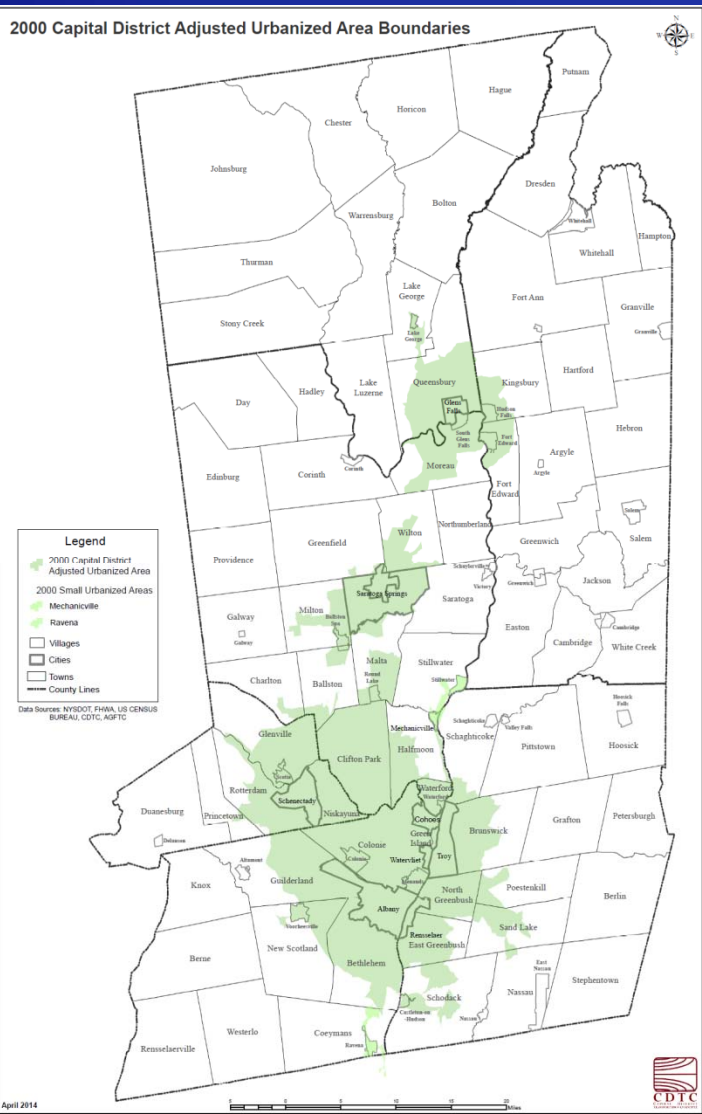 2000 Capital District Adjusted Urbanized Area Boundaries
N
W E
S
Putnam
Hague
Horicon
Chester
Johnsburg
Dresden
Bolton
Warrensburg
Whitehall
Hampton
Whitehall
Thurman
Lake
George
Fort Ann
Granville
Stony Creek
Lake
George
Granville
Hartford
Queensbury
Kingsbury
Lake
Luzerne
Hadley
Day
Glens
Falls
Hudson
Falls
Hebron
South
Glens
Falls
Fort
Edward
Argyle
Moreau
Corinth
Argyle
Edinburg
Corinth
Fort
Edward
Salem
Northumberland
Wilton
Greenwich
Salem
Greenfield
Providence
Schuylerville
Victory
Greenwich
Jackson
Saratoga Springs
Saratoga
Milton
Ballston
Spa
Galway
Easton
Cambridge
Cambridge
White Creek
Galway
Malta
Stillwater
Round
Lake
Charlton
Ballston
Stillwater
Hoosick
Falls
Mechanicville
Schaghticoke
Valley Falls
Glenville
Halfmoon
Schaghticoke
Pittstown
Hoosick
Clifton Park
Scotia
Rotterdam
Waterford
Waterford
Schenectady
Duanesburg
Princetown
Niskayuna
Cohoes
Grafton
Petersburgh
Green
Island
Brunswick
Delanson
Colonie
Colonie
Watervliet
Troy
Altamont
Guilderland
Menands
Knox
North
Greenbush
Poestenkill
Berlin
Albany
Voorheesville
Sand Lake
Rensselaer
East Greenbush
New Scotland
Berne
Bethlehem
East
Nassau
Stephentown
Nassau
Schodack
Castleton-on
-Hudson
Nassau
Westerlo
Coeymans
Rensselaerville
Ravena
Legend
2000 Capital District
Adjusted Urbanized Area
2000 Small Urbanized Areas
Mechanicville
Ravena
Villages
Cities
Towns
County Lines
Data Sources: NYSDOT, FHWA, US CENSUS
BUREAU, CDTC, AGFTC
April 2014
5 0 5 10 15 20
Miles
CDTC